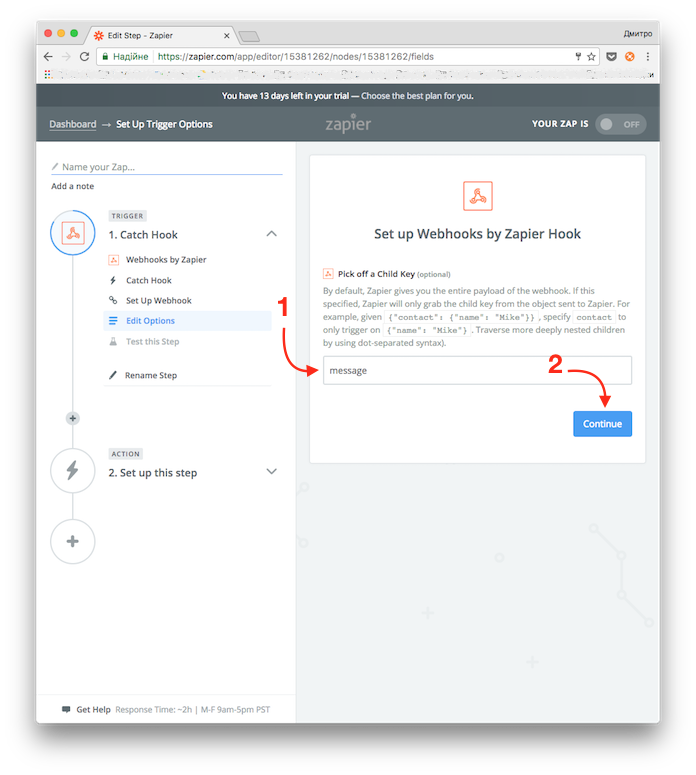 Edit Step - Zapier
Дмитро
Надійне
https://zapier.com/app/editor/15381262/nodes/15381262/fields
You have 13 days left in your trial — Choose the best plan for you.
Dashboard → Set Up Trigger Options
zapier
YOUR ZAP IS
OFF
Name your Zap...
Add a note
TRIGGER
1. Catch Hook
Webhooks by Zapier
Catch Hook
Set Up Webhook
Edit Options
Test this Step
Rename Step
ACTION
2. Set up this step
Get Help Response Time: ~2h | M-F 9am-5pm PST
Set up Webhooks by Zapier Hook
Pick off a Child Key (optional)
By default, Zapier gives you the entire payload of the webhook. If this
specified, Zapier will only grab the child key from the object sent to Zapier. For
example, given {"contact": {"name": "Mike"}} , specify contact to
only trigger on {"name": "Mike"} . Traverse more deeply nested children
by using dot-separated syntax).
1
message
2
Continue